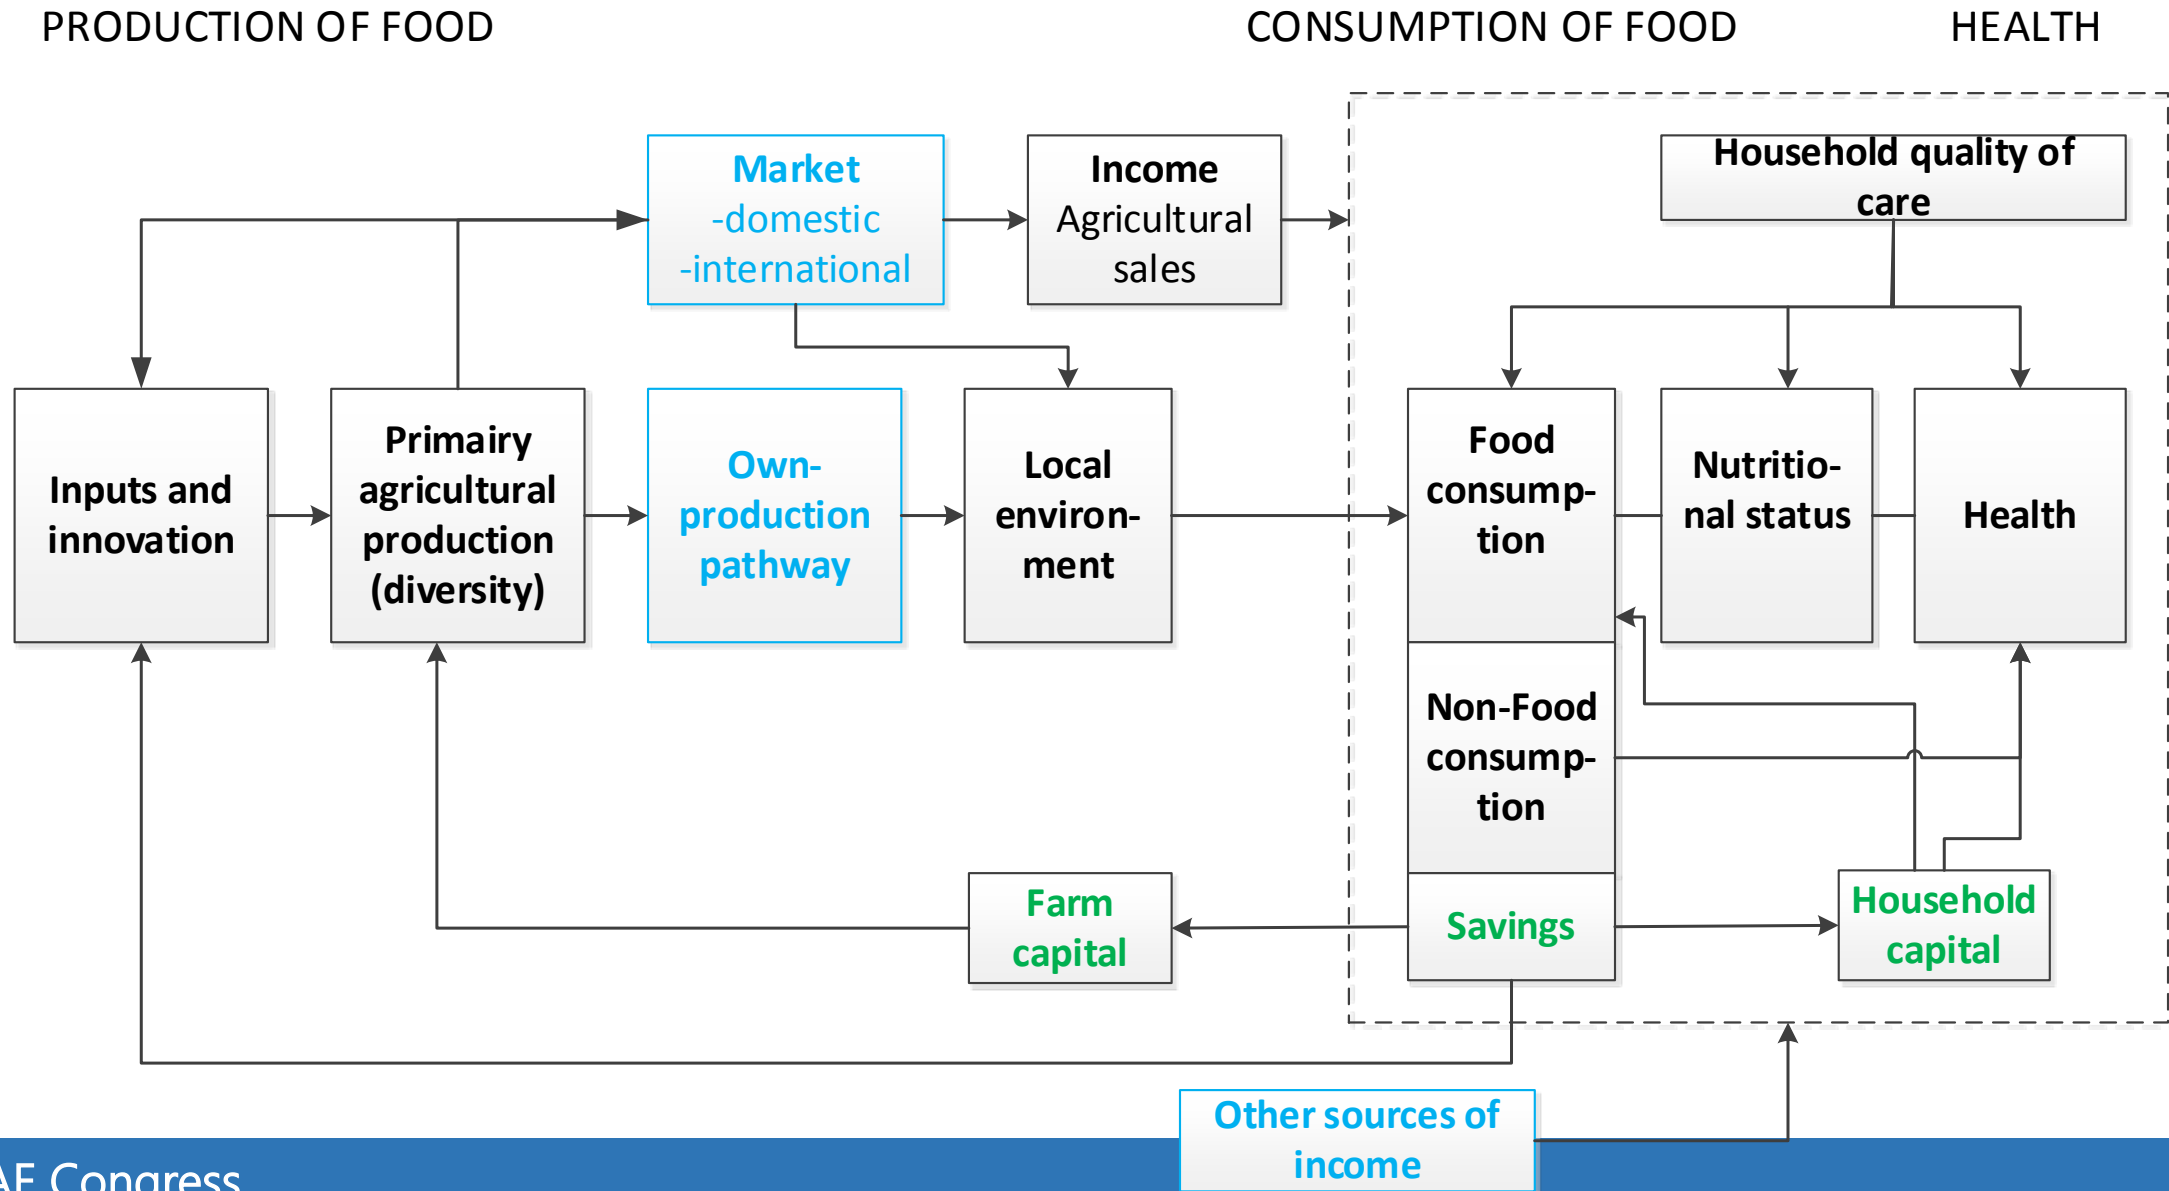 PRODUCTION OF FOOD
CONSUMPTION OF FOOD
HEALTH
Market
-domestic
-international
Income
Agricultural
sales
Household quality of
care
Inputs and
innovation
Primairy
agricultural
production
(diversity)
Own-
production
pathway
Local
environ-
ment
Food
consump-
tion
Nutritio-
nal status
Health
Non-Food
consump-
tion
Farm
capital
Savings
Household
capital
Other sources of
income
Congress